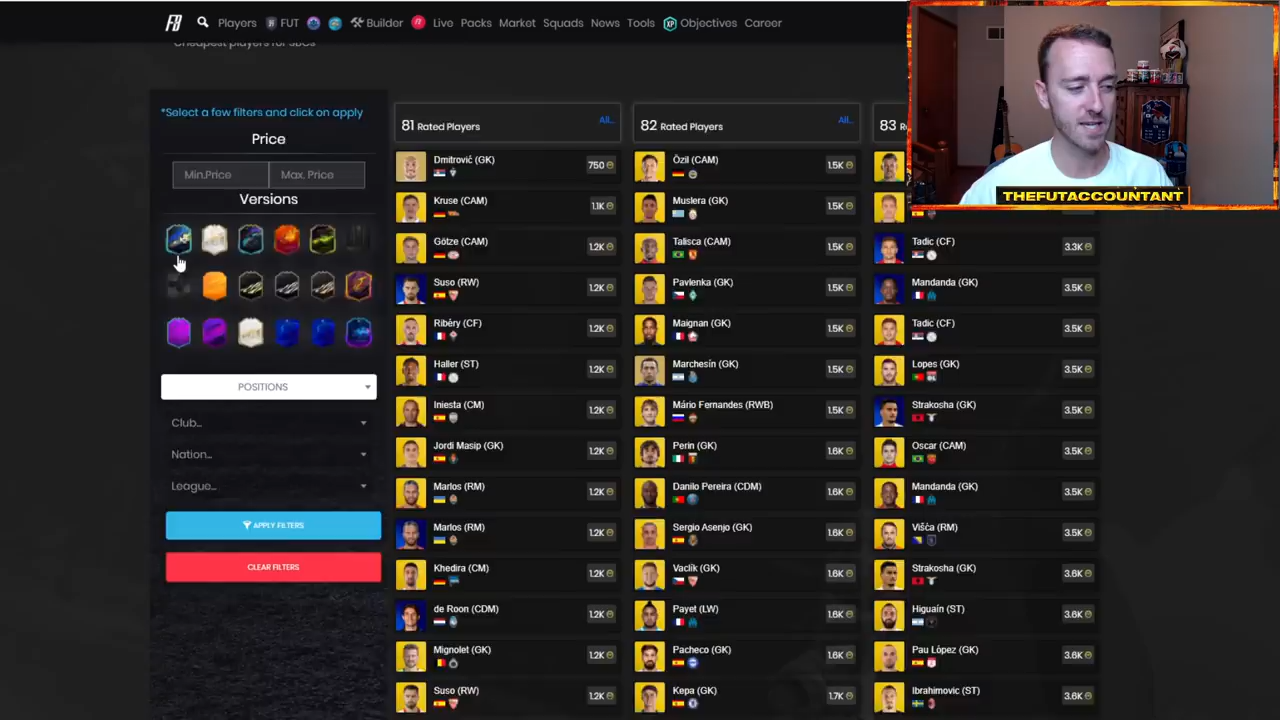 Players FUT Builder Live Packs Market Squads News Tools Objectives Career
Cheapest players for SBCs
*Select a few filters and click on apply
Price
Min.Price Max. Price
Versions
POSITIONS
Club...
Nation...
League...
APPLY FILTERS
CLEAR FILTERS
81 Rated Players All..
Dmitrović (GK) 750
Kruse (CAM) 1.1K
Götze (CAM) 1.2K
Suso (RW) 1.2K
Ribéry (CF) 1.2K
Haller (ST) 1.2K
Iniesta (CM) 1.2K
Jordi Masip (GK) 1.2K
Marlos (RM) 1.2K
Marlos (RM) 1.2K
Khedira (CM) 1.2K
de Roon (CDM) 1.2K
Mignolet (GK) 1.2K
Suso (RW) 1.2K
82 Rated Players All..
Özil (CAM) 1.5K
Muslera (GK) 1.5K
Talisca (CAM) 1.5K
Pavlenka (GK) 1.5K
Maignan (GK) 1.5K
Marchesín (GK) 1.5K
Mário Fernandes (RWB) 1.5K
Perin (GK) 1.6K
Danilo Pereira (CDM) 1.6K
Sergio Asenjo (GK) 1.6K
Vaclík (GK) 1.6K
Payet (LW) 1.6K
Pacheco (GK) 1.6K
Kepa (GK) 1.7K
83
Tadic (CF) 3.3K
Mandanda (GK) 3.5K
Tadic (CF) 3.5K
Lopes (GK) 3.5K
Strakosha (GK) 3.5K
Oscar (CAM) 3.5K
Mandanda (GK) 3.5K
Višća (RM) 3.5K
Strakosha (GK) 3.6K
Higuaín (ST) 3.6K
Pau López (GK) 3.6K
Ibrahimovic (ST) 3.6K
THEFUTACCOUNTANT